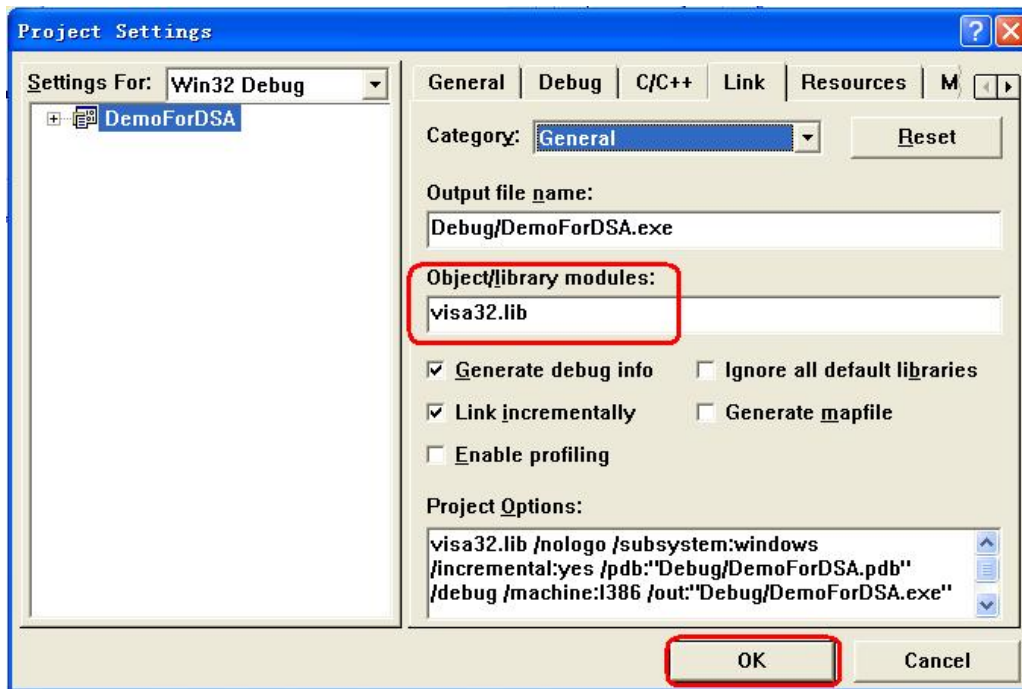 Project Settings
Settings For: Win32 Debug
DemoForDSA
General Debug C/C++ Link Resources M
Category: General Reset
Output file name:
Debug/DemoForDSA.exe
Object/library modules:
visa32.lib
Generate debug info Ignore all default libraries
Link incrementally Generate mapfile
Enable profiling
Project Options:
visa32.lib /nologo /subsystem:windows
/incremental:yes /pdb:"Debug/DemoForDSA.pdb"
/debug /machine:I386 /out:"Debug/DemoForDSA.exe"
OK Cancel